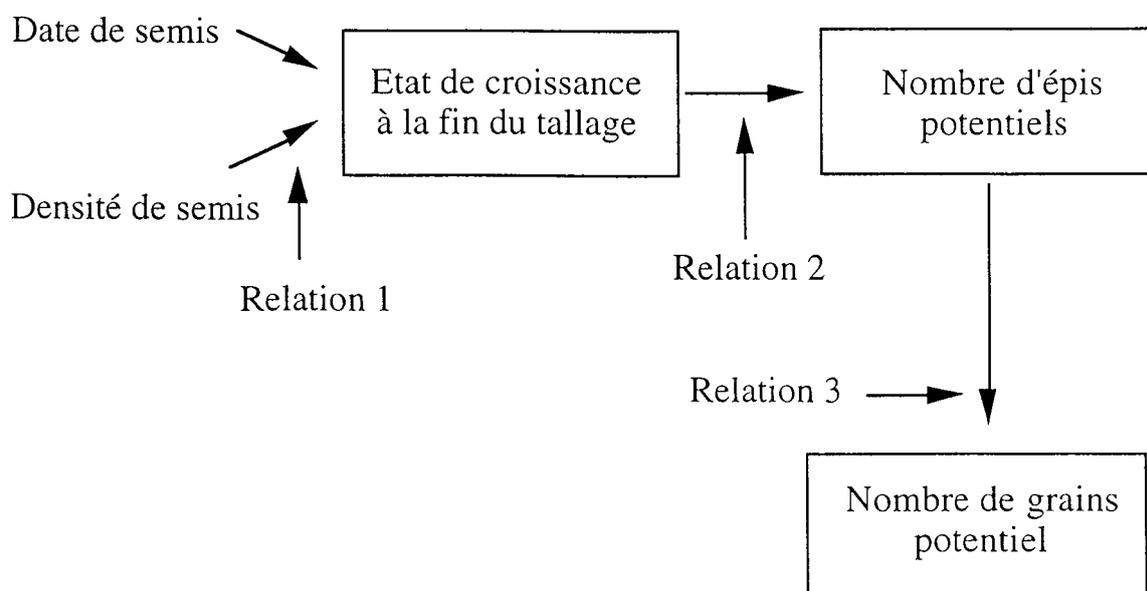 Date de semis
Etat de croissance
à la fin du tallage
Nombre d'épis
potentiels
Densité de semis
Relation 1
Relation 2
Relation 3
Nombre de grains
potentiel